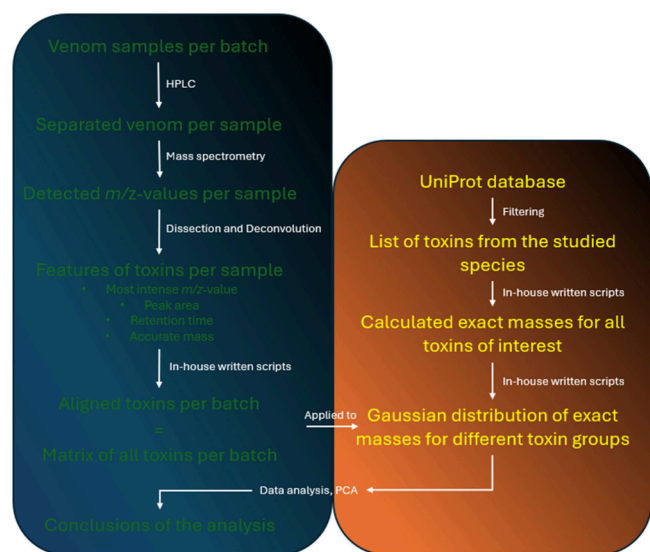 Venom samples per batch
HPLC
Separated venom per sample
Mass spectrometry
Detected m/z-values per sample
Dissection and Deconvolution
Features of toxins per sample
• Most intense m/z-value
• Peak area
• Retention time
• Accurate mass
In-house written scripts
Aligned toxins per batch
=
Matrix of all toxins per batch
Applied to
UniProt database
Filtering
List of toxins from the studied
species
In-house written scripts
Calculated exact masses for all
toxins of interest
In-house written scripts
Gaussian distribution of exact
masses for different toxin groups
Data analysis, PCA
Conclusions of the analysis